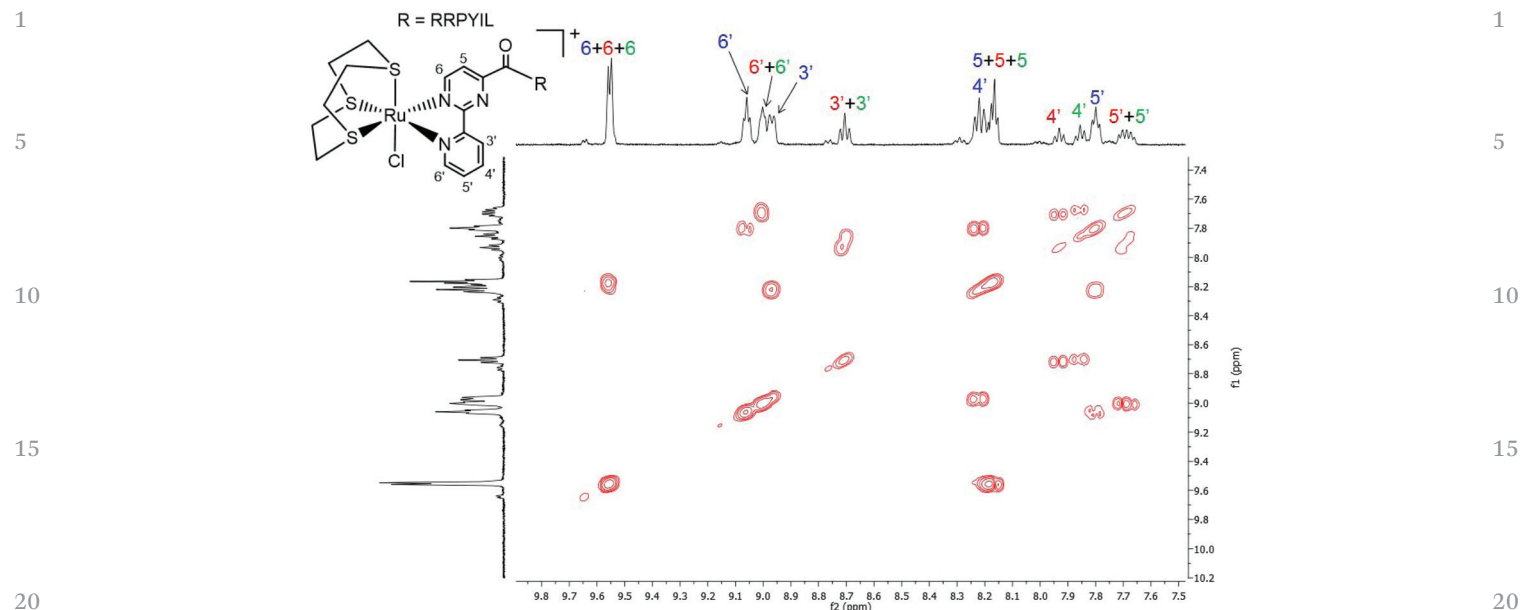 1 1
R = RRPYIL
+
O
R
6 5
S
S
S
Ru
Cl
N
N
N
3'
4'
5'
6'
6+6+6
6'
6'+6'
3'
3'+3'
5+5+5
4'
4'
4'
5'
5'+5'
5 5
7.4
7.6
7.8
8.0
8.2
8.4
8.6
8.8
9.0
9.2
9.4
9.6
9.8
10.0
10.2
f1 (ppm)
10 10
15 15
9.8 9.7 9.6 9.5 9.4 9.3 9.2 9.1 9.0 8.9 8.8 8.7 8.6 8.5 8.4 8.3 8.2 8.1 8.0 7.9 7.8 7.7 7.6 7.5
f2 (ppm)
20 20